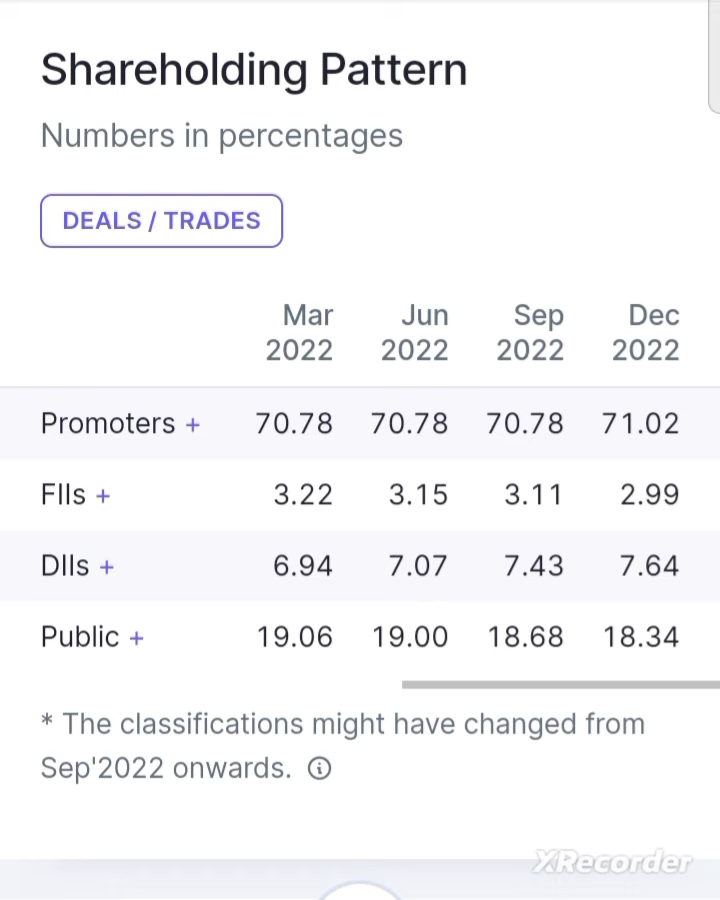 Shareholding Pattern
Numbers in percentages
DEALS / TRADES
Mar 2022 Jun 2022 Sep 2022 Dec 2022
Promoters + 70.78 70.78 70.78 71.02
FIIs + 3.22 3.15 3.11 2.99
DIIs + 6.94 7.07 7.43 7.64
Public + 19.06 19.00 18.68 18.34
* The classifications might have changed from
Sep'2022 onwards.
XRecorder